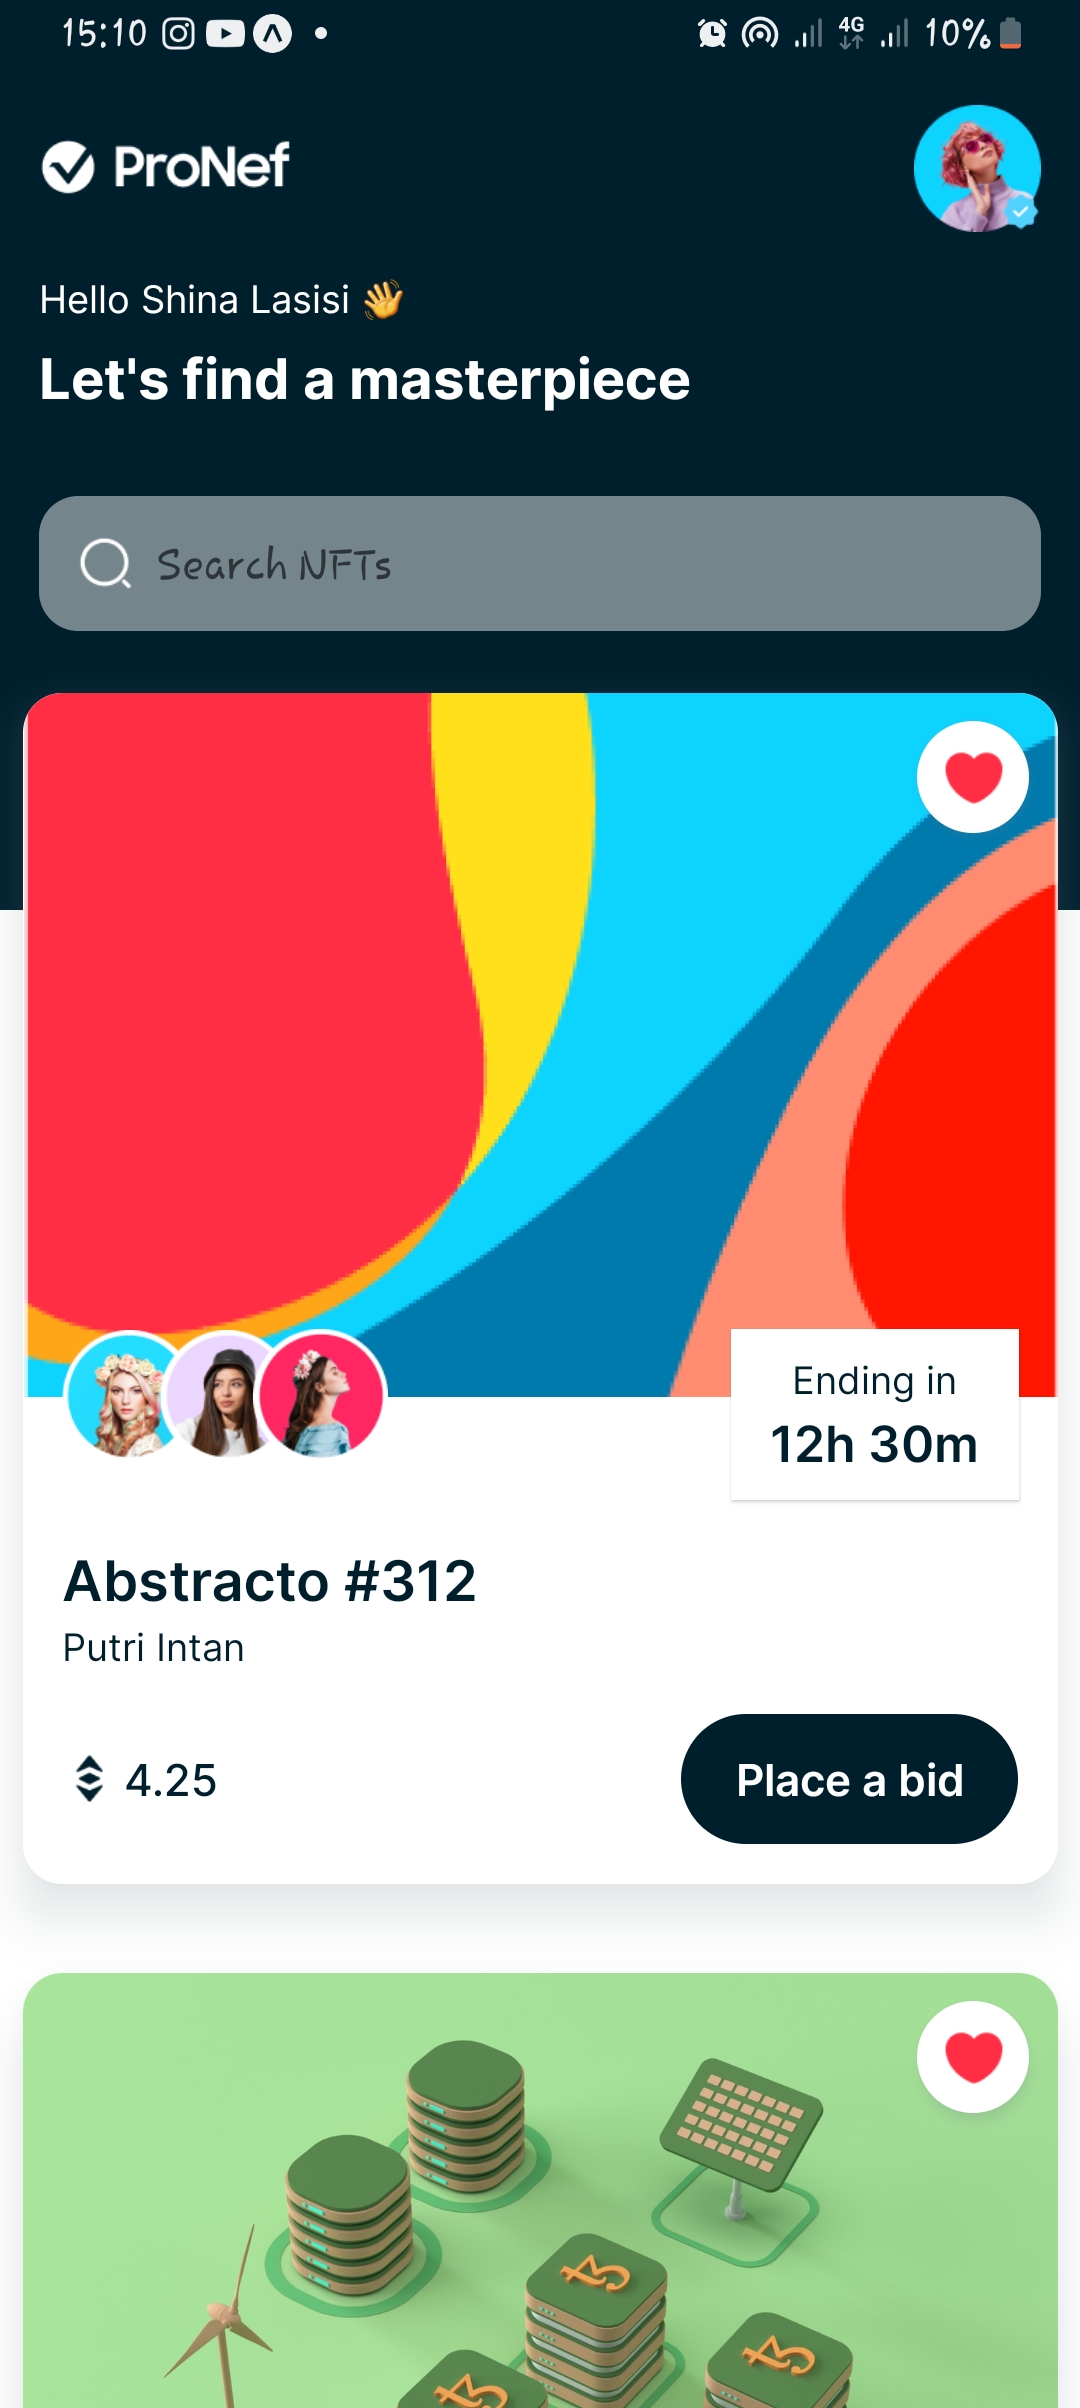 15:10
4G
10%
ProNef
Hello Shina Lasisi 👋
Let's find a masterpiece
Search NFTs
Ending in
12h 30m
Abstracto #312
Putri Intan
4.25
Place a bid